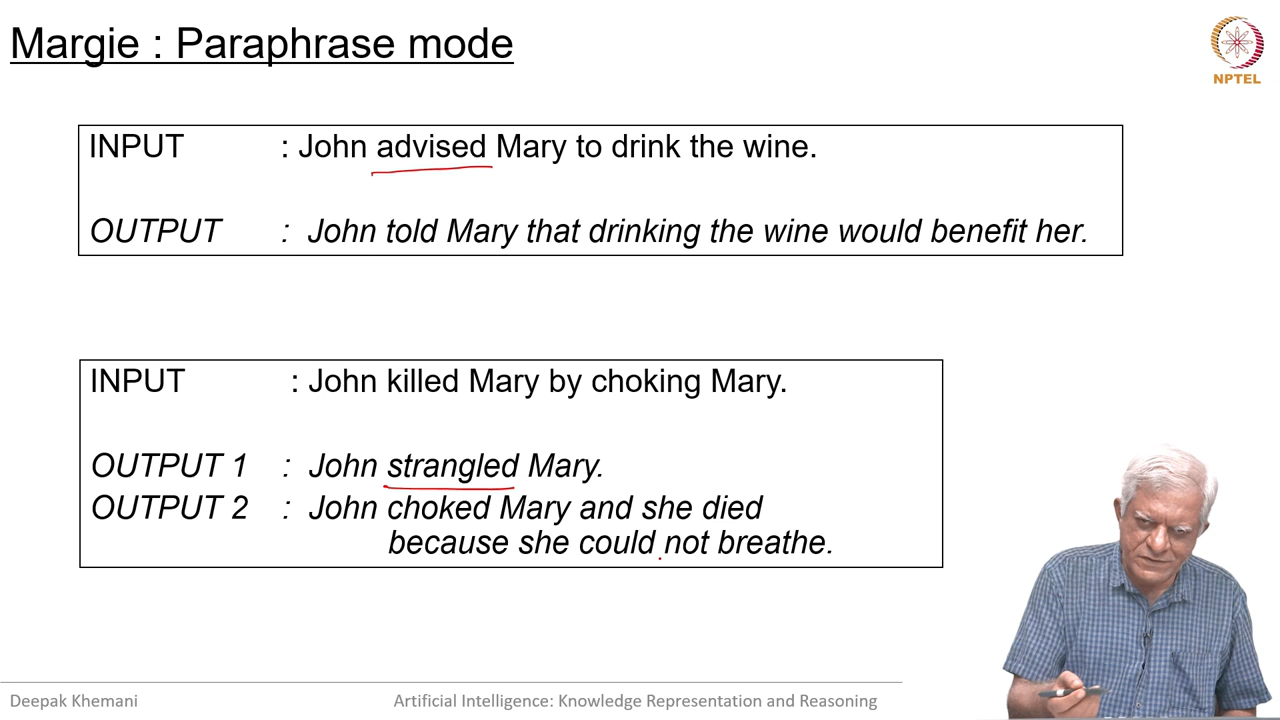 Margie : Paraphrase mode
NPTEL
INPUT : John advised Mary to drink the wine.
OUTPUT : John told Mary that drinking the wine would benefit her.
INPUT : John killed Mary by choking Mary.
OUTPUT 1 : John strangled Mary.
OUTPUT 2 : John choked Mary and she died
because she could not breathe.
Deepak Khemani
Artificial Intelligence: Knowledge Representation and Reasoning